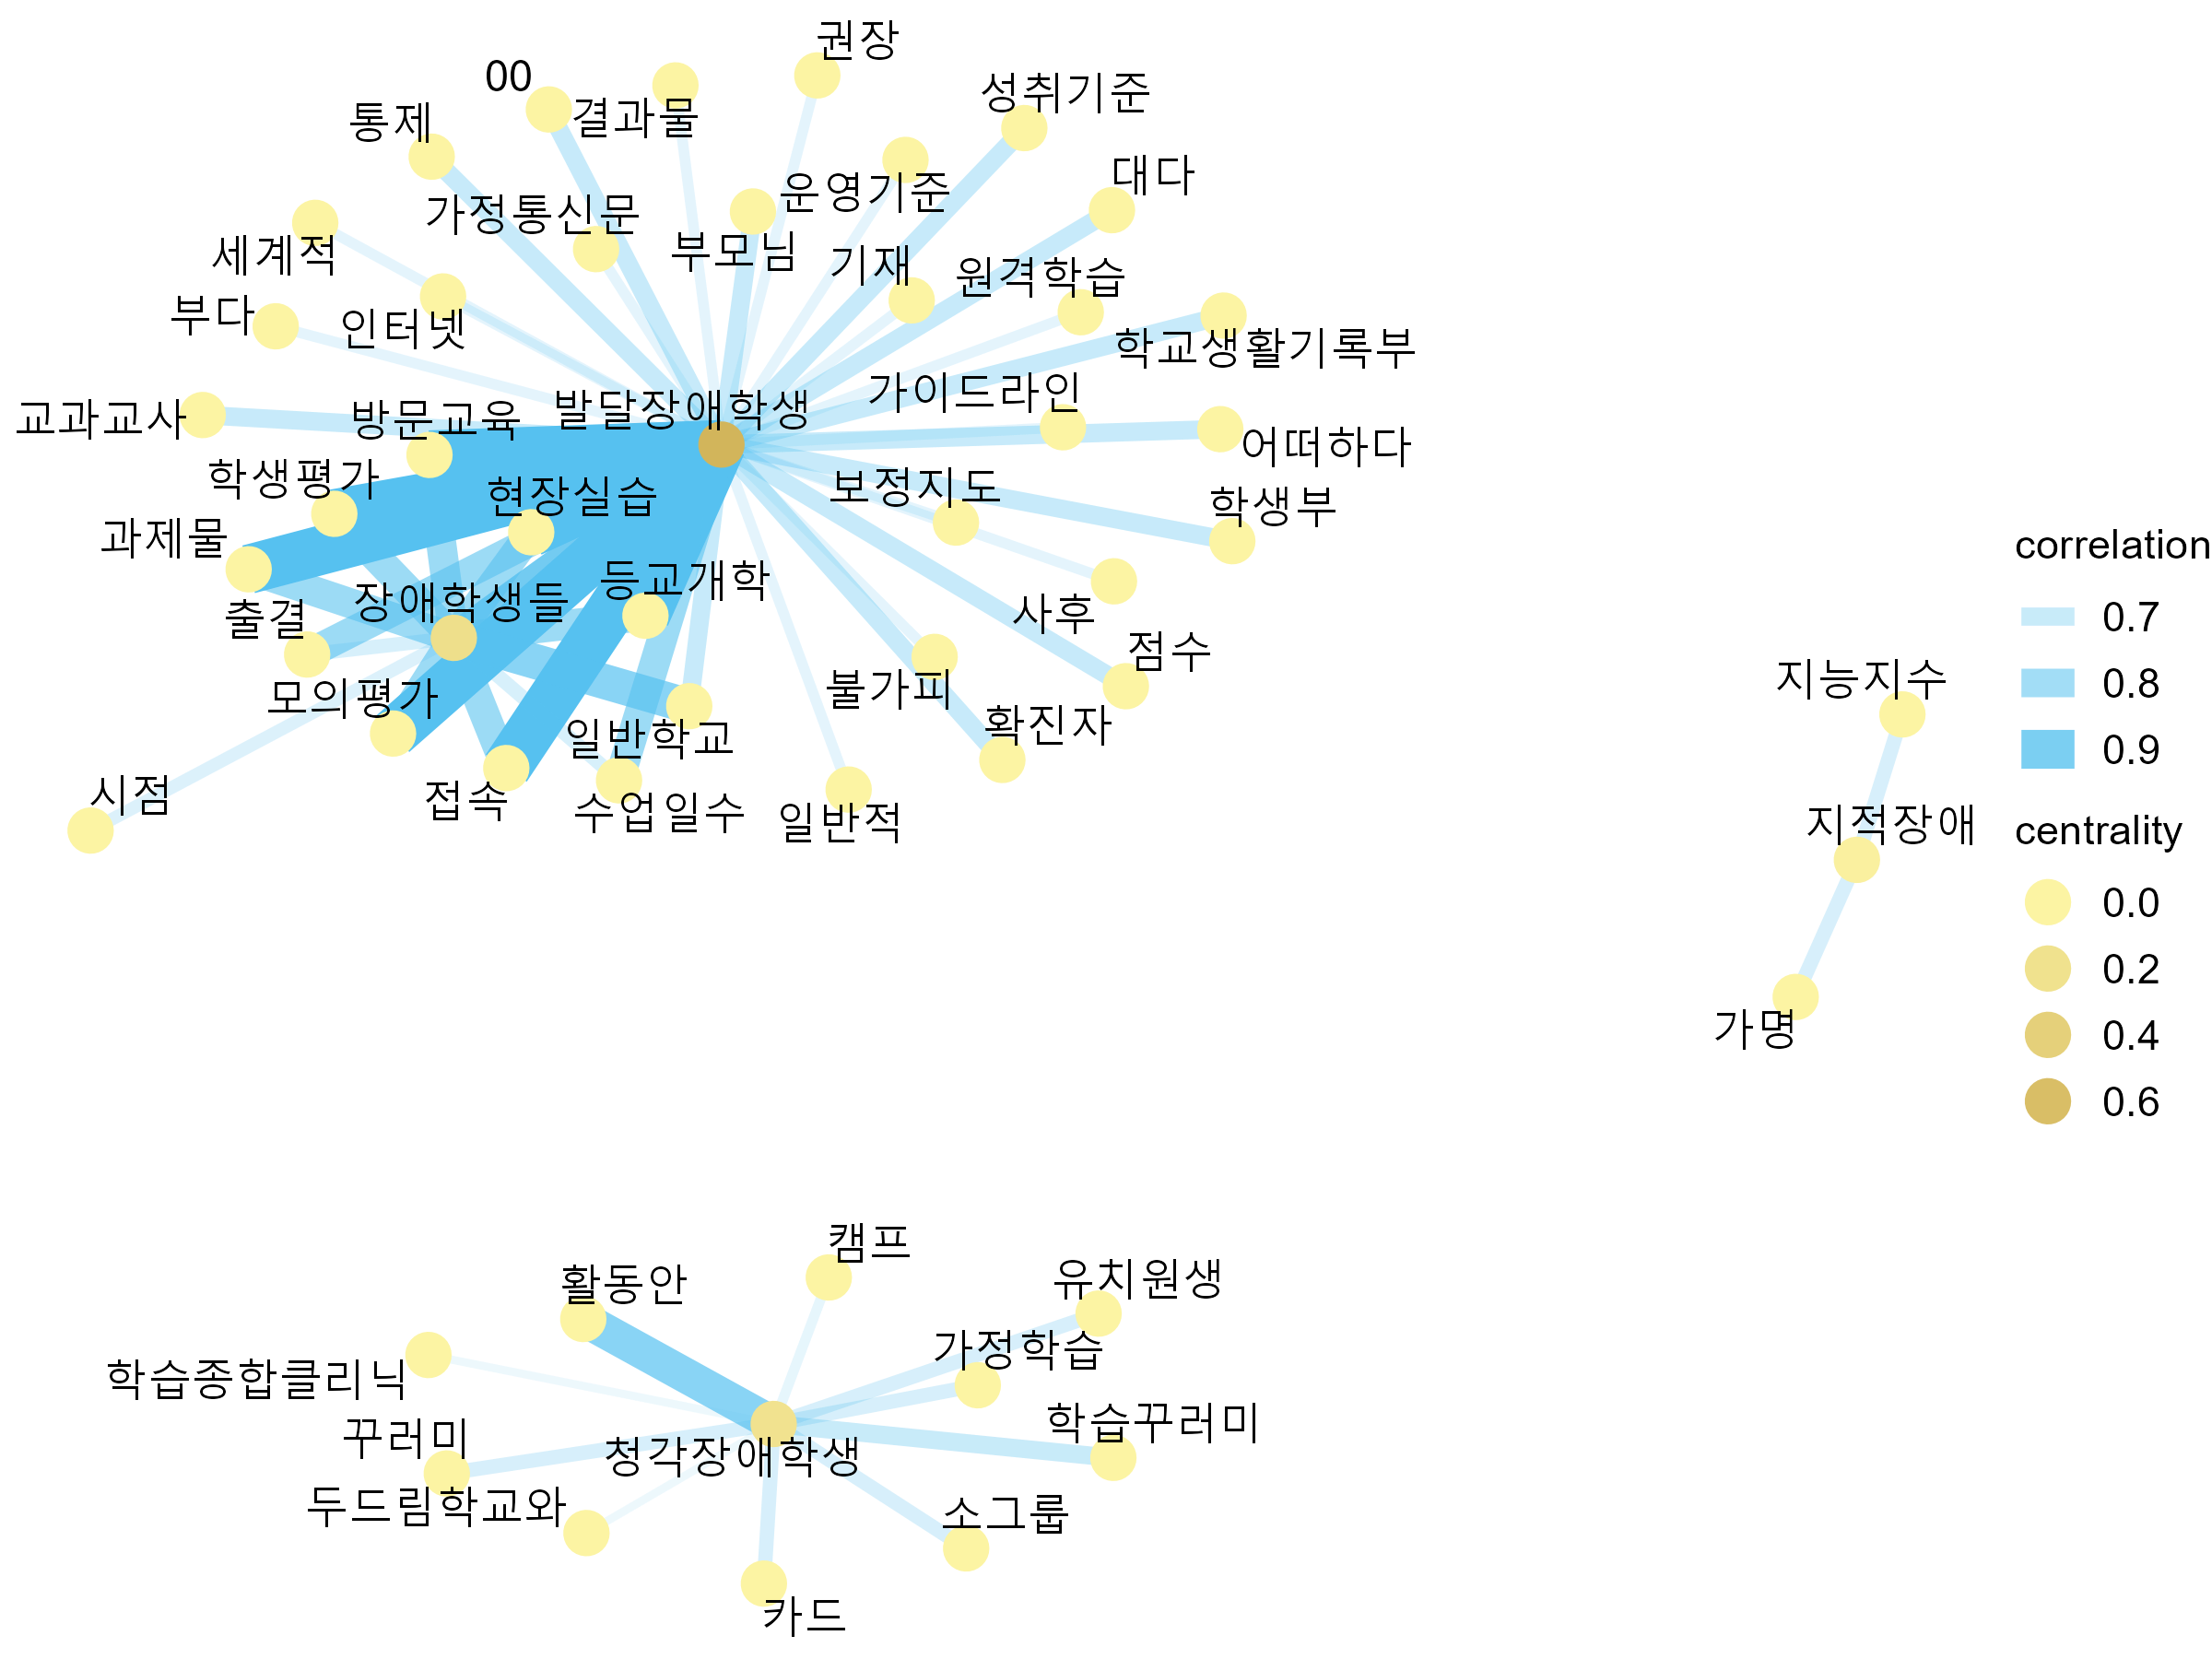 권장
00
결과물
성취기준
통제
대다
운영기준
가정통신문
부모님
세계적
기재
원격학습
부다
인터넷
학교생활기록부
가이드라인
발달장애학생
교과교사
방문교육
어떠하다
학생평가
현장실습
보정지도
학생부
과제물
등교개학
장애학생들
출결
사후
점수
모의평가
불가피
확진자
일반학교
시점
접속
수업일수
일반적
correlation
0.7
0.8
0.9
centrality
0.0
0.2
0.4
0.6
지능지수
지적장애
가명
캠프
활동안
유치원생
가정학습
학습종합클리닉
꾸러미
학습꾸러미
청각장애학생
두드림학교와
소그룹
카드